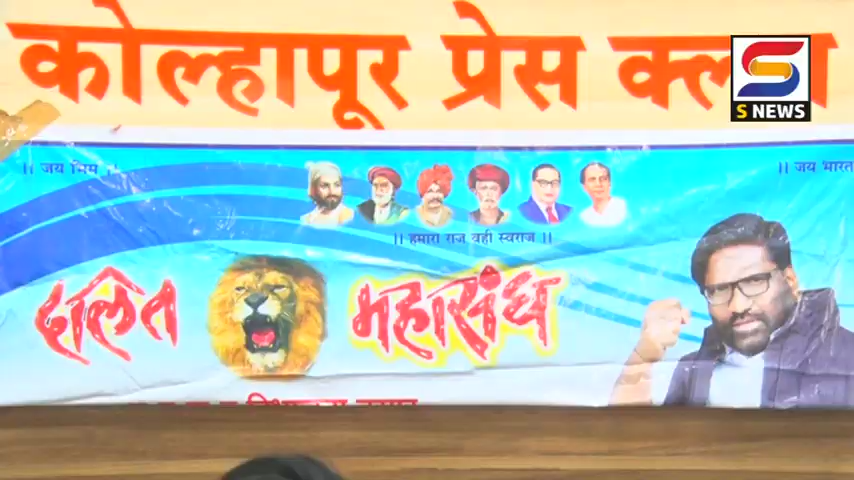 कोल्हापूर प्रेस क्लब
S NEWS
|| जय भिम ||
|| जय भारत
|| हमारा राज वही स्वराज ||
दलित महासंघ